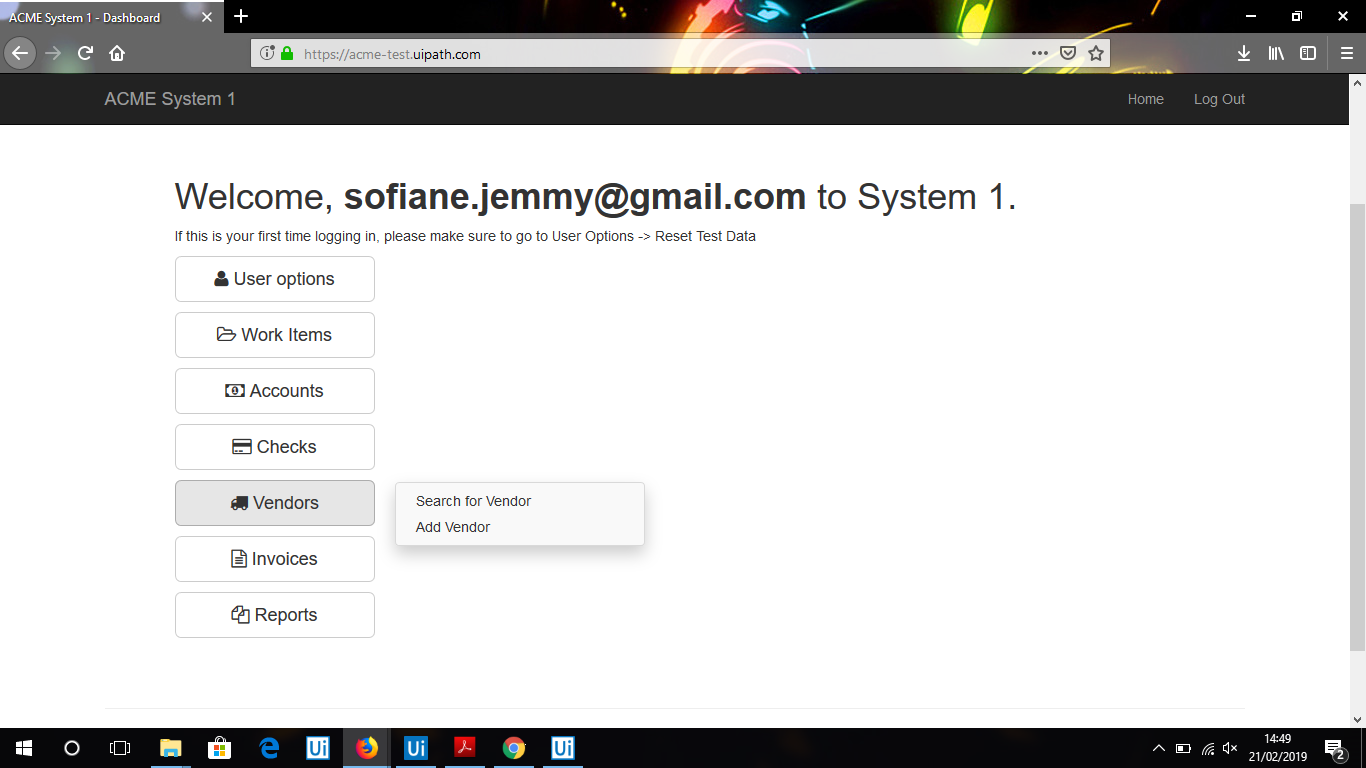 ACME System 1 - Dashboard
https://acme-test.uipath.com
ACME System 1
Home
Log Out
Welcome, sofiane.jemmy@gmail.com to System 1.
If this is your first time logging in, please make sure to go to User Options -> Reset Test Data
User options
Work Items
Accounts
Checks
Vendors
Search for Vendor
Add Vendor
Invoices
Reports
Ui
Ui
Ui
14:49
21/02/2019
2